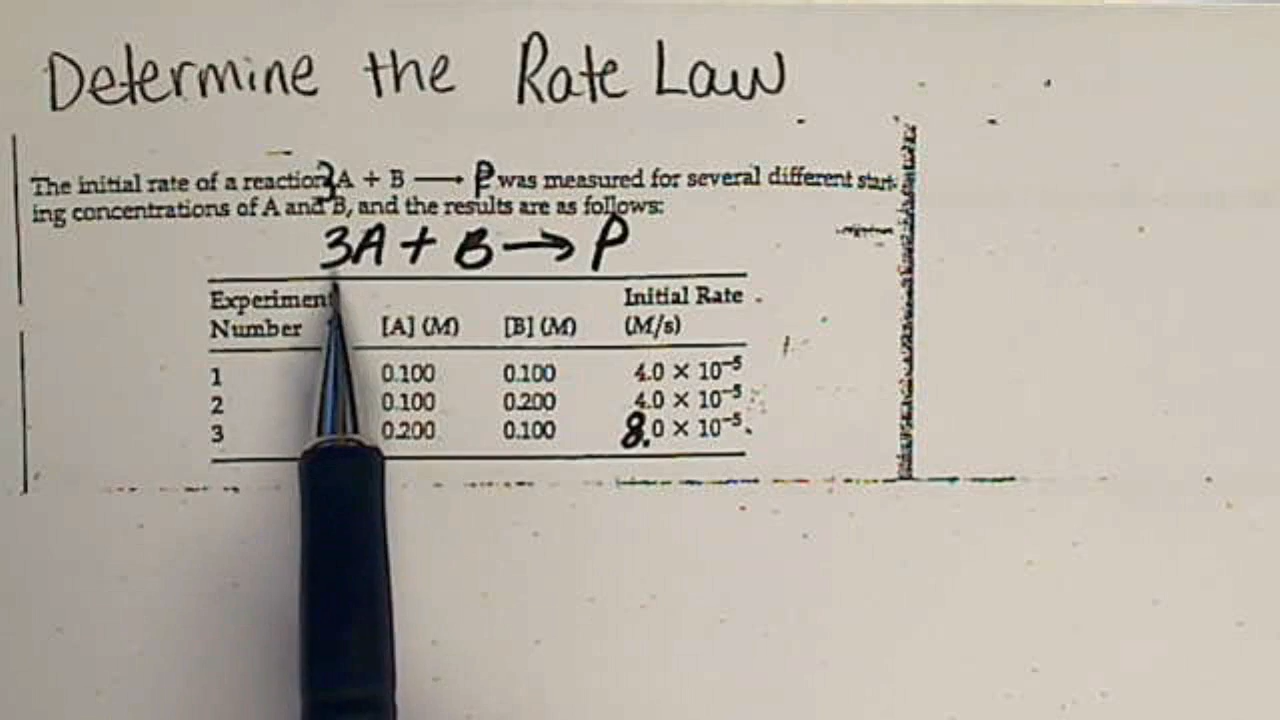 Determine the Rate Law
The initial rate of a reaction 3A + B → P was measured for several different start-
ing concentrations of A and B, and the results are as follows:
3A + B → P
Experiment Initial Rate
Number [A] (M) [B] (M) (M/s)
1 0.100 0.100 4.0 × 10⁻⁵
2 0.100 0.200 4.0 × 10⁻⁵
3 0.200 0.100 8.0 × 10⁻⁵